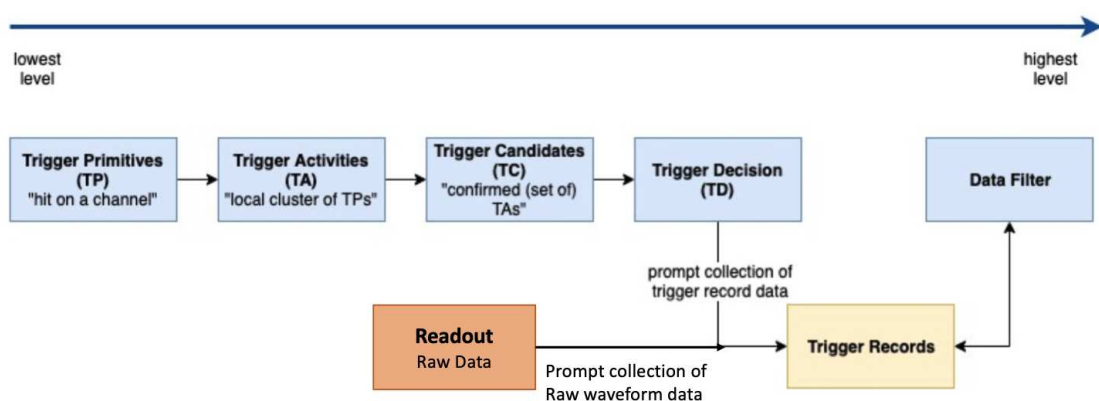 lowest
level
highest
level
Trigger Primitives
(TP)
"hit on a channel"
Trigger Activities
(TA)
"local cluster of TPs"
Trigger Candidates
(TC)
"confirmed (set of)
TAs"
Trigger Decision
(TD)
Data Filter
prompt collection of
trigger record data
Readout
Raw Data
Prompt collection of
Raw waveform data
Trigger Records